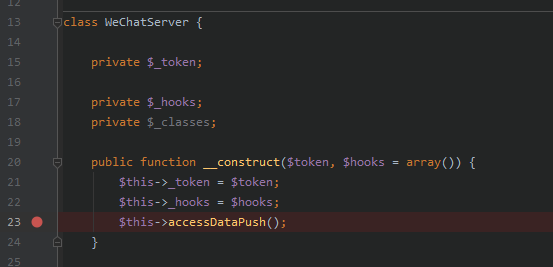 12
13 class WeChatServer {
14
15 private $_token;
16
17 private $_hooks;
18 private $_classes;
19
20 public function __construct($token, $hooks = array()) {
21 $this->_token = $token;
22 $this->_hooks = $hooks;
23 $this->accessDataPush();
24 }
25